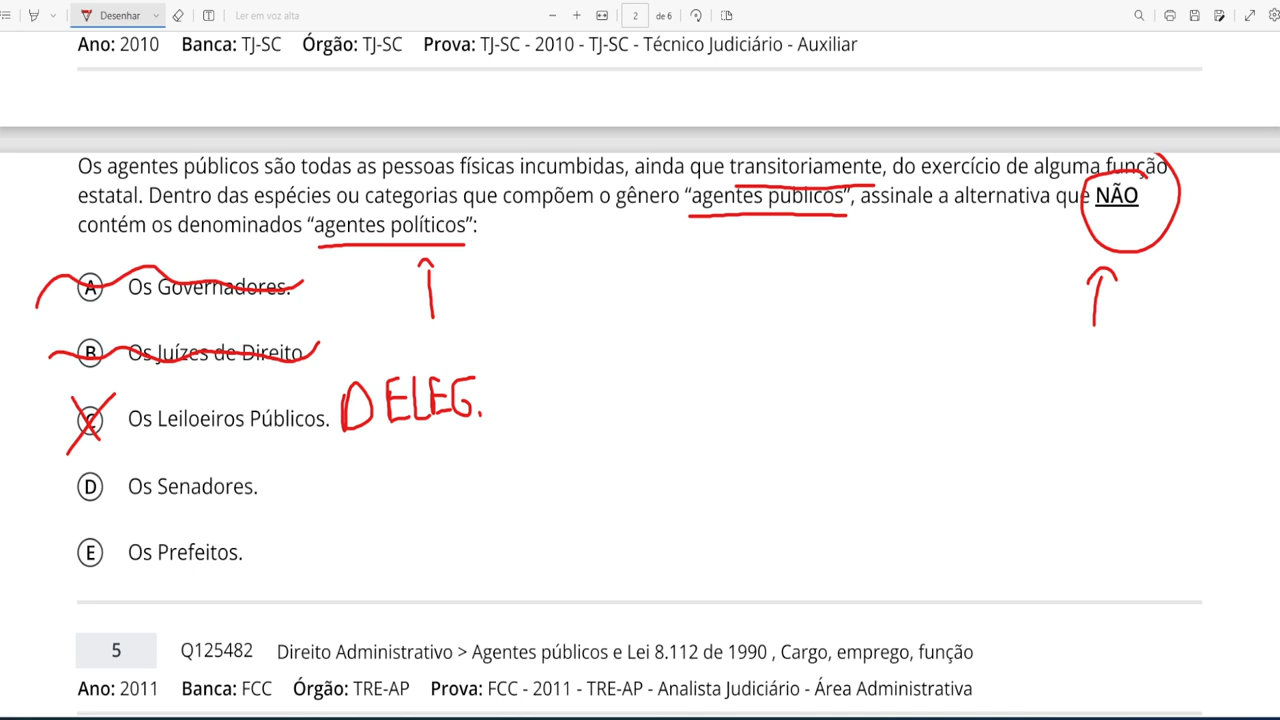 Desenhar
Ler em voz alta
2 de 6
Ano: 2010 Banca: TJ-SC Órgão: TJ-SC Prova: TJ-SC - 2010 - TJ-SC - Técnico Judiciário - Auxiliar
Os agentes públicos são todas as pessoas físicas incumbidas, ainda que transitoriamente, do exercício de alguma função
estatal. Dentro das espécies ou categorias que compõem o gênero “agentes públicos”, assinale a alternativa que NÃO
contém os denominados “agentes políticos”:
A Os Governadores.
B Os Juízes de Direito
C Os Leiloeiros Públicos. DELEG.
D Os Senadores.
E Os Prefeitos.
5 Q125482 Direito Administrativo > Agentes públicos e Lei 8.112 de 1990 , Cargo, emprego, função
Ano: 2011 Banca: FCC Órgão: TRE-AP Prova: FCC - 2011 - TRE-AP - Analista Judiciário - Área Administrativa